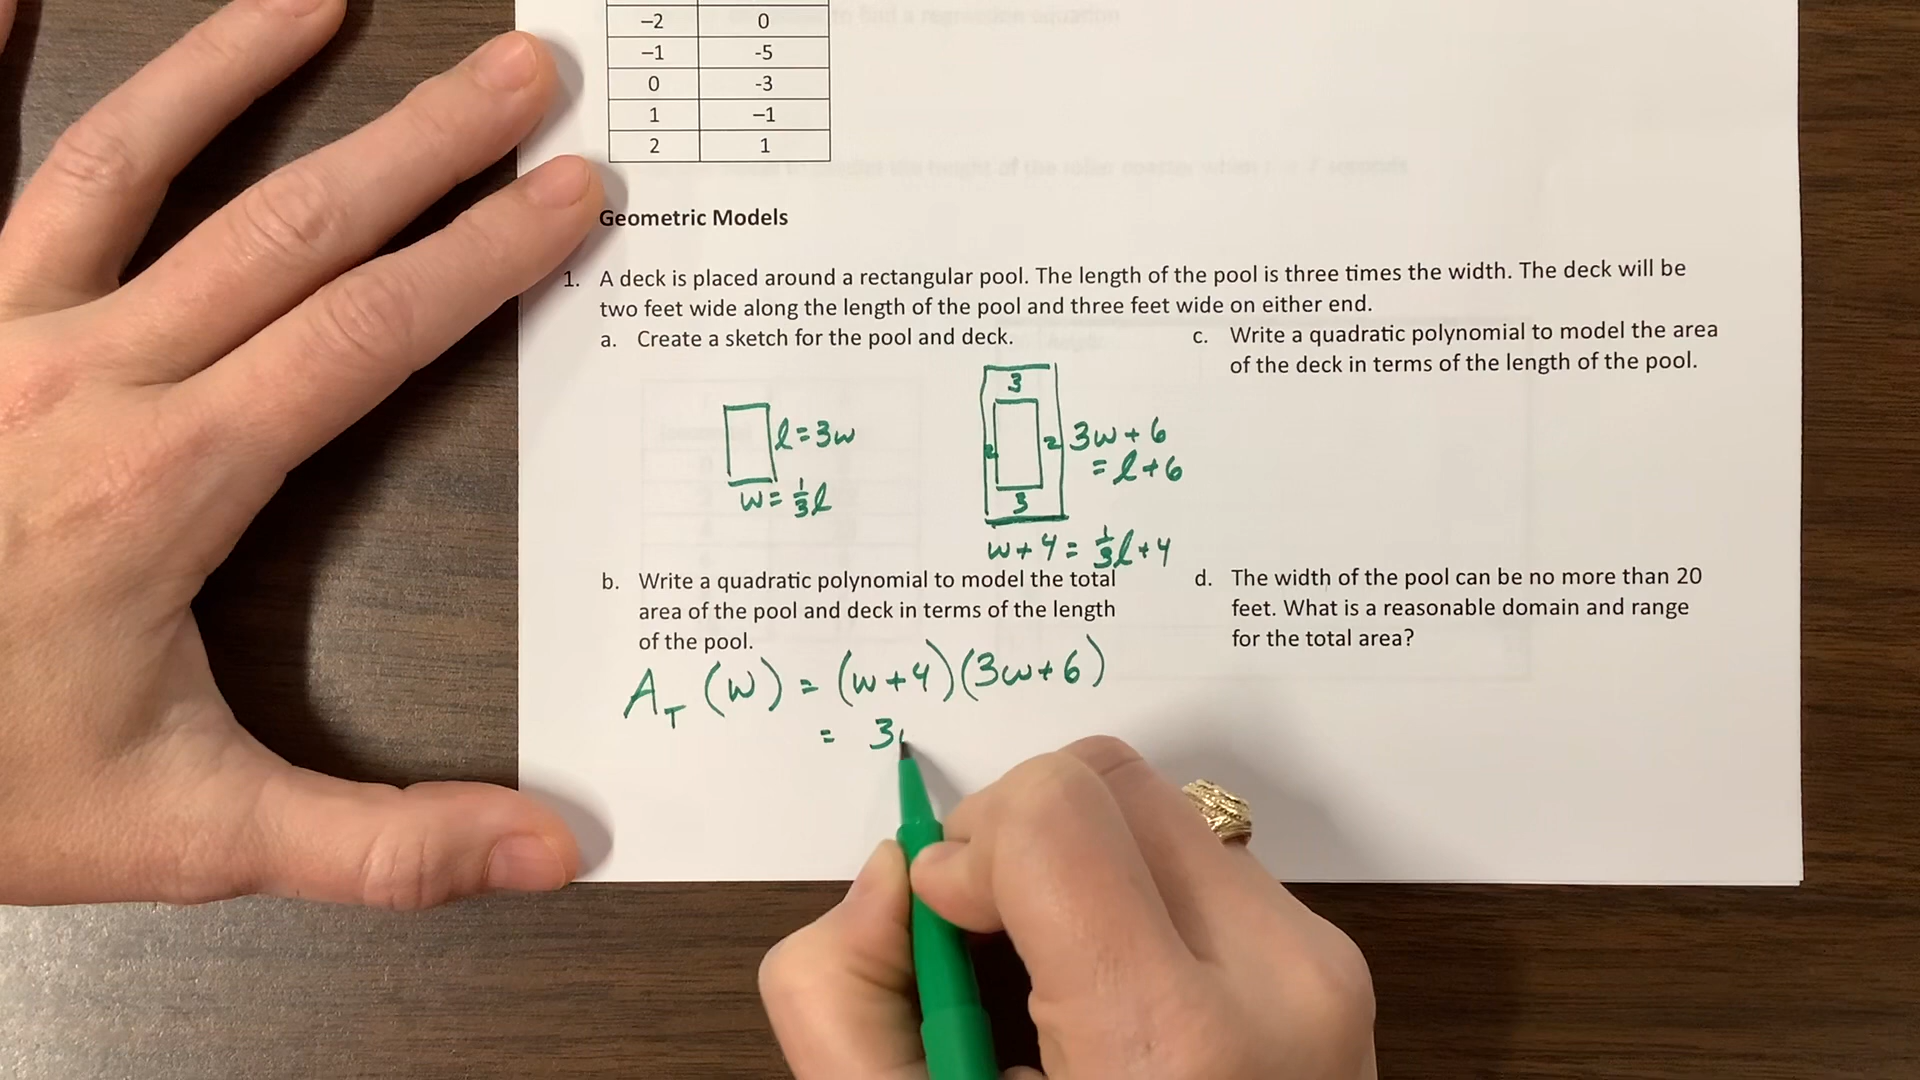 −2 0
−1 -5
0 -3
1 −1
2 1
Geometric Models
1. A deck is placed around a rectangular pool. The length of the pool is three times the width. The deck will be
two feet wide along the length of the pool and three feet wide on either end.
a. Create a sketch for the pool and deck.
l = 3w
w = 1/3 l
3
2
2
3
3w + 6
= l + 6
w + 4 = 1/3 l + 4
b. Write a quadratic polynomial to model the total
area of the pool and deck in terms of the length
of the pool.
A_T (w) = (w + 4)(3w + 6)
= 3
c. Write a quadratic polynomial to model the area
of the deck in terms of the length of the pool.
d. The width of the pool can be no more than 20
feet. What is a reasonable domain and range
for the total area?